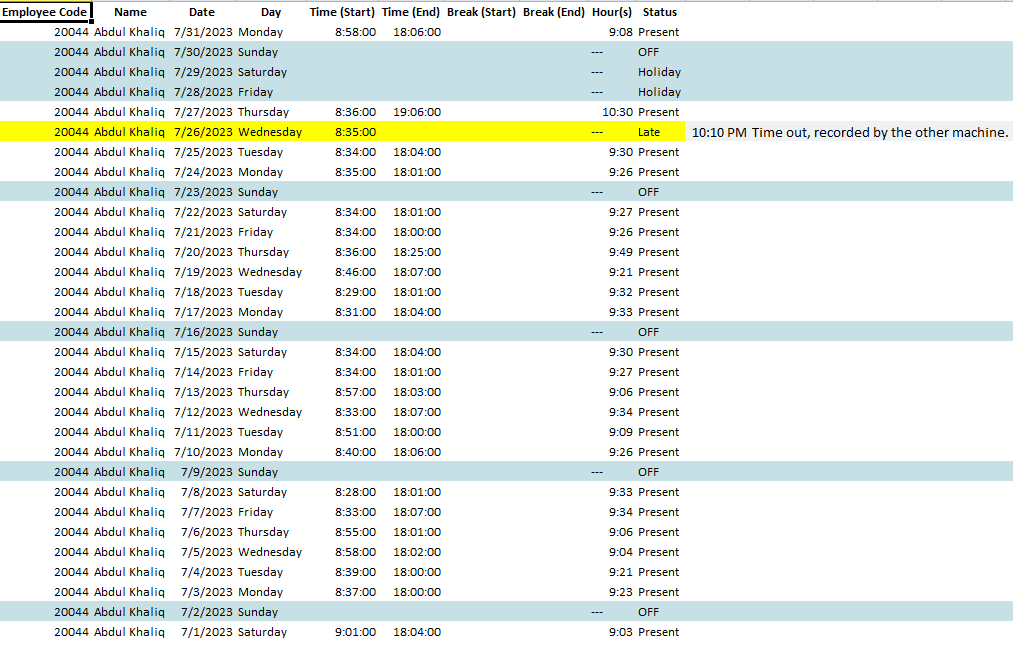 Employee Code Name Date Day Time (Start) Time (End) Break (Start) Break (End) Hour(s) Status
20044 Abdul Khaliq 7/31/2023 Monday 8:58:00 18:06:00 9:08 Present
20044 Abdul Khaliq 7/30/2023 Sunday --- OFF
20044 Abdul Khaliq 7/29/2023 Saturday --- Holiday
20044 Abdul Khaliq 7/28/2023 Friday --- Holiday
20044 Abdul Khaliq 7/27/2023 Thursday 8:36:00 19:06:00 10:30 Present
20044 Abdul Khaliq 7/26/2023 Wednesday 8:35:00 --- Late 10:10 PM Time out, recorded by the other machine.
20044 Abdul Khaliq 7/25/2023 Tuesday 8:34:00 18:04:00 9:30 Present
20044 Abdul Khaliq 7/24/2023 Monday 8:35:00 18:01:00 9:26 Present
20044 Abdul Khaliq 7/23/2023 Sunday --- OFF
20044 Abdul Khaliq 7/22/2023 Saturday 8:34:00 18:01:00 9:27 Present
20044 Abdul Khaliq 7/21/2023 Friday 8:34:00 18:00:00 9:26 Present
20044 Abdul Khaliq 7/20/2023 Thursday 8:36:00 18:25:00 9:49 Present
20044 Abdul Khaliq 7/19/2023 Wednesday 8:46:00 18:07:00 9:21 Present
20044 Abdul Khaliq 7/18/2023 Tuesday 8:29:00 18:01:00 9:32 Present
20044 Abdul Khaliq 7/17/2023 Monday 8:31:00 18:04:00 9:33 Present
20044 Abdul Khaliq 7/16/2023 Sunday --- OFF
20044 Abdul Khaliq 7/15/2023 Saturday 8:34:00 18:04:00 9:30 Present
20044 Abdul Khaliq 7/14/2023 Friday 8:34:00 18:01:00 9:27 Present
20044 Abdul Khaliq 7/13/2023 Thursday 8:57:00 18:03:00 9:06 Present
20044 Abdul Khaliq 7/12/2023 Wednesday 8:33:00 18:07:00 9:34 Present
20044 Abdul Khaliq 7/11/2023 Tuesday 8:51:00 18:00:00 9:09 Present
20044 Abdul Khaliq 7/10/2023 Monday 8:40:00 18:06:00 9:26 Present
20044 Abdul Khaliq 7/9/2023 Sunday --- OFF
20044 Abdul Khaliq 7/8/2023 Saturday 8:28:00 18:01:00 9:33 Present
20044 Abdul Khaliq 7/7/2023 Friday 8:33:00 18:07:00 9:34 Present
20044 Abdul Khaliq 7/6/2023 Thursday 8:55:00 18:01:00 9:06 Present
20044 Abdul Khaliq 7/5/2023 Wednesday 8:58:00 18:02:00 9:04 Present
20044 Abdul Khaliq 7/4/2023 Tuesday 8:39:00 18:00:00 9:21 Present
20044 Abdul Khaliq 7/3/2023 Monday 8:37:00 18:00:00 9:23 Present
20044 Abdul Khaliq 7/2/2023 Sunday --- OFF
20044 Abdul Khaliq 7/1/2023 Saturday 9:01:00 18:04:00 9:03 Present